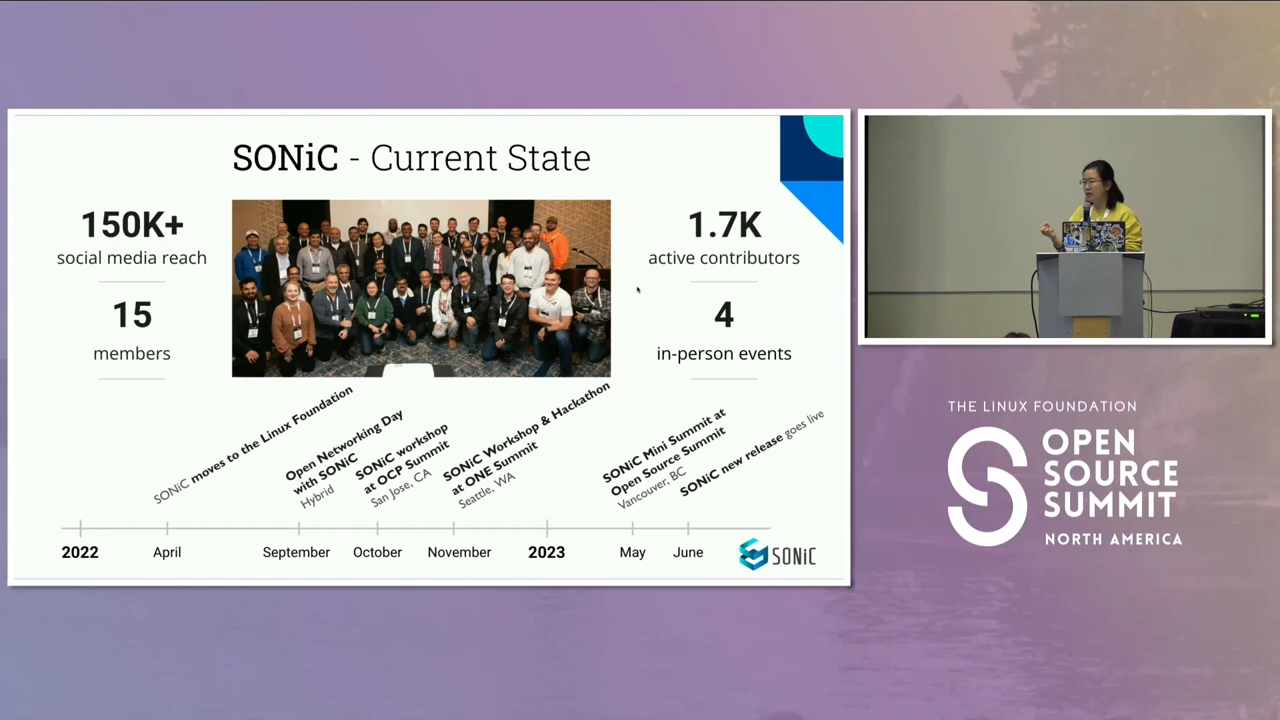 SONiC - Current State
150K+
social media reach
15
members
1.7K
active contributors
4
in-person events
SONiC moves to the Linux Foundation
Open Networking Day
with SONiC
Hybrid
SONiC workshop
at OCP Summit
San Jose, CA
SONiC Workshop & Hackathon
at ONE Summit
Seattle, WA
SONiC Mini Summit at
Open Source Summit
Vancouver, BC
SONiC new release goes live
2022
April
September
October
November
2023
May
June
SONiC
THE LINUX FOUNDATION
OPEN
SOURCE
SUMMIT
NORTH AMERICA